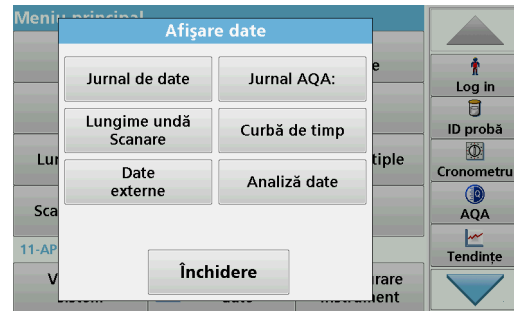 Meniu principal
Afişare date
Jurnal de date
Jurnal AQA:
Lungime undă
Scanare
Curbă de timp
Date
externe
Analiză date
Închidere
11-AP
Log in
ID probă
Cronometru
AQA
Tendinţe